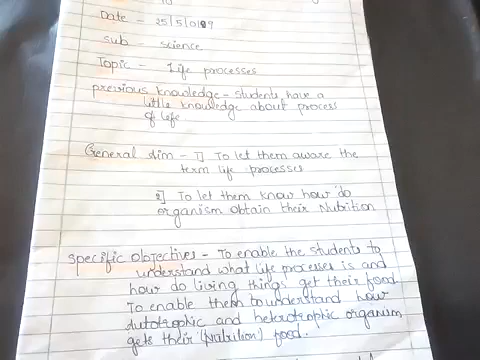 Date - 25/5/019
Sub - science
Topic - Life processes
previous knowledge - students have a
little knowledge about process
of life
General Aim - 1] To let them aware the
term life processes
2] To let them know how do
organism obtain their Nutrition
specific objectives - To enable the students to
understand what life processes is and
how do living things get their food
To enable them to understand how
Autotrophic and heterotrophic organism
gets their (Nutrition) food.